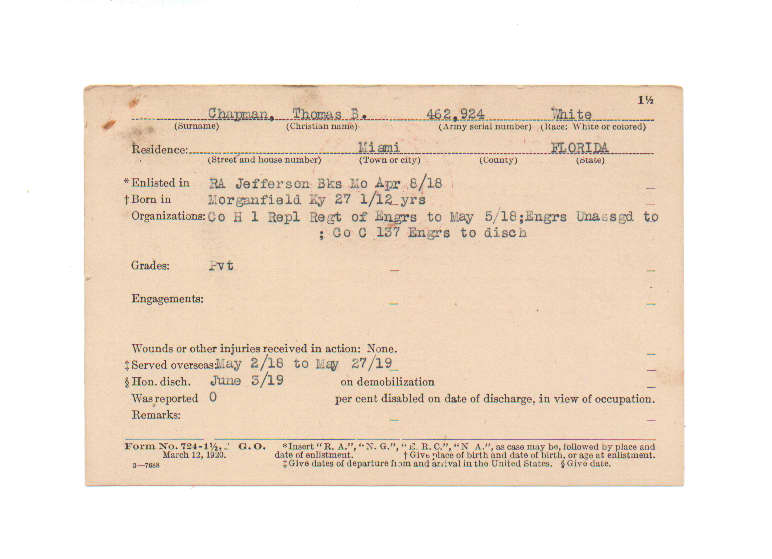 1½
Chapman, Thomas B. 462,924 White
(Surname) (Christian name) (Army serial number) (Race: White or colored)
Residence: Miami FLORIDA
(Street and house number) (Town or city) (County) (State)
* Enlisted in RA Jefferson Bks Mo Apr 8/18
† Born in Morganfield Ky 27 1/12 yrs
Organizations: Co H 1 Repl Regt of Engrs to May 5/18; Engrs Unassgd to
; Co C 137 Engrs to disch
Grades: Pvt
Engagements:
Wounds or other injuries received in action: None.
‡ Served overseas: May 2/18 to May 27/19
§ Hon. disch. June 3/19 on demobilization
Was reported 0 per cent disabled on date of discharge, in view of occupation.
Remarks:
Form No. 724-1½, G. O. *Insert "R. A.", "N. G.", "E. R. C.", "N A.", as case may be, followed by place and
March 12, 1920. date of enlistment. † Give place of birth and date of birth, or age at enlistment.
3—7688 ‡ Give dates of departure from and arrival in the United States. § Give date.